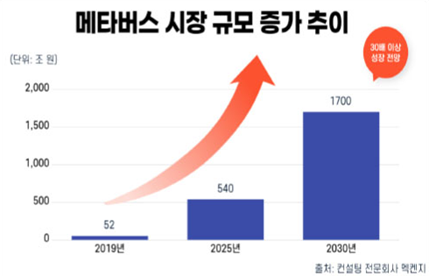 메타버스 시장 규모 증가 추이
(단위: 조 원)
30배 이상
성장 전망
2,000
1,500
1,000
500
0
52
540
1700
2019년
2025년
2030년
출처: 컨설팅 전문회사 멕켄지